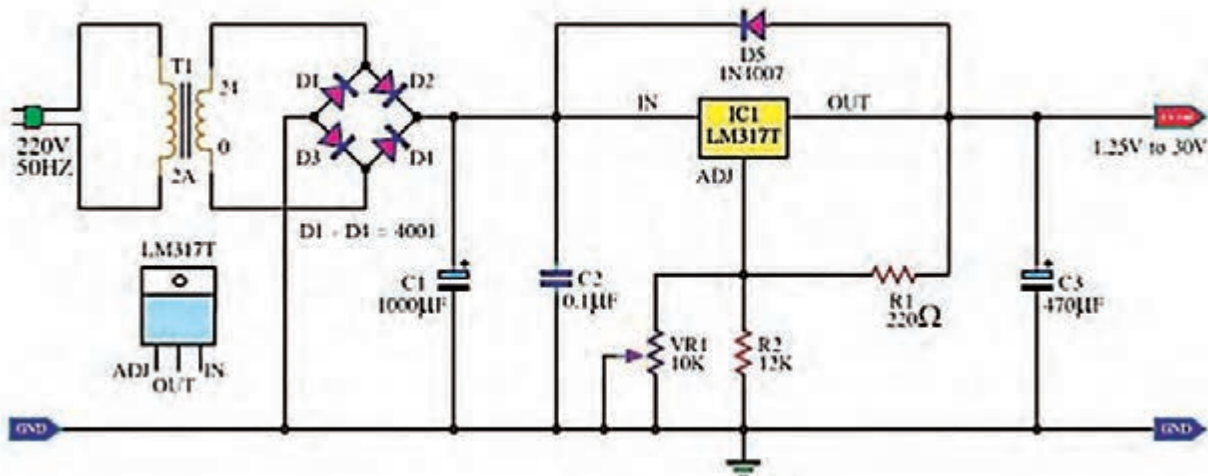 T1
24
0
2A
220V
50HZ
D1
D2
D3
D4
D1 - D4 = 4001
LM317T
ADJ
OUT
IN
D5
1N4007
IN
OUT
IC1
LM317T
ADJ
1.25V to 30V
C1
1000µF
C2
0.1µF
R1
220Ω
C3
470µF
VR1
10K
R2
12K
GND
GND